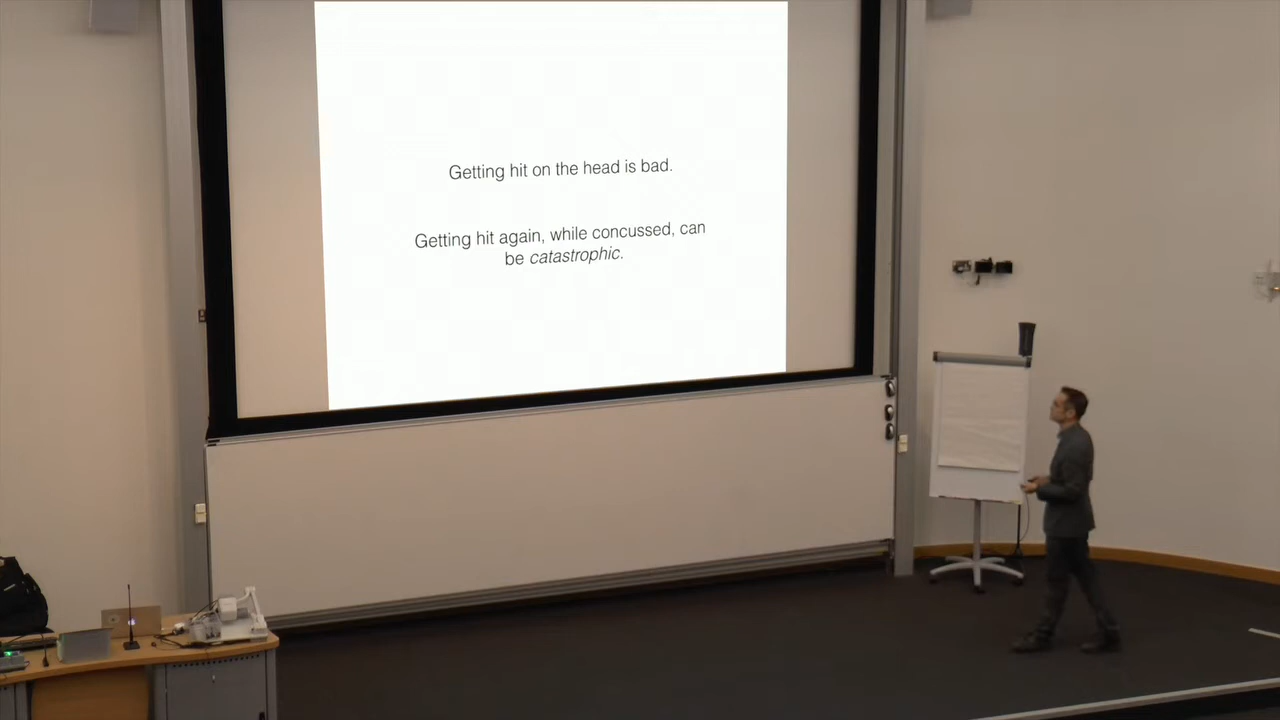 Getting hit on the head is bad.
Getting hit again, while concussed, can
be catastrophic.